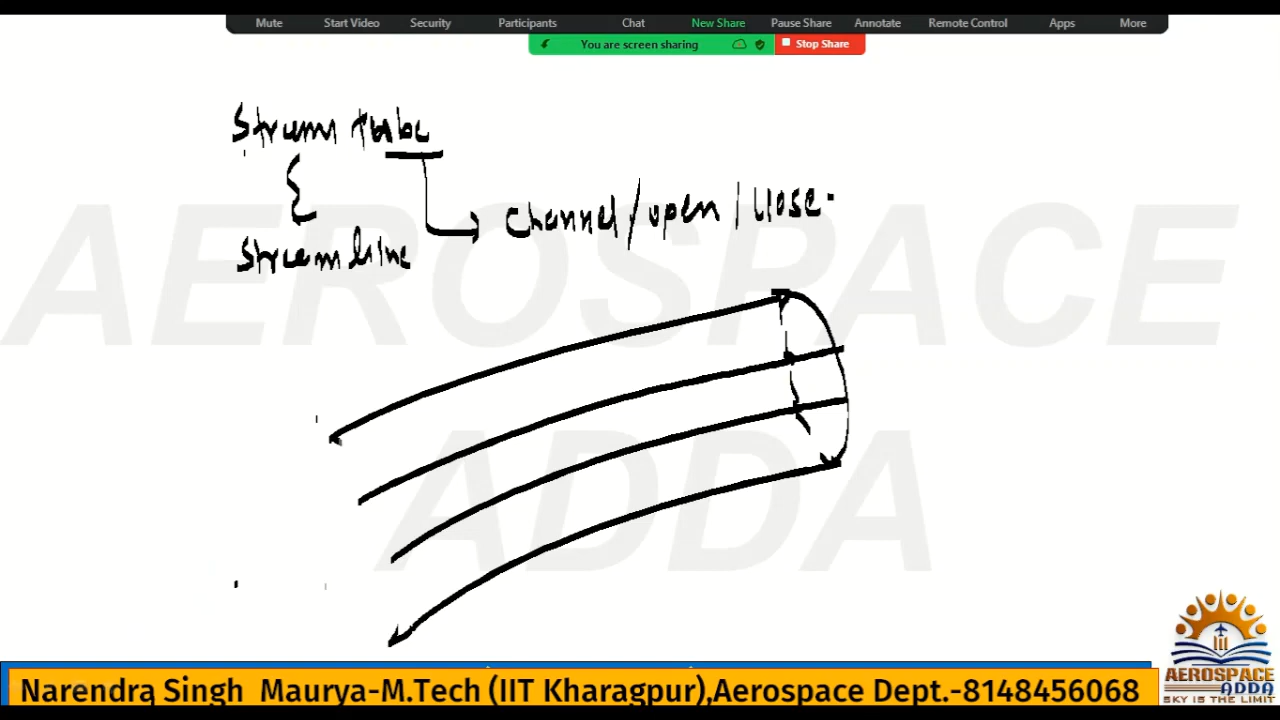 Mute Start Video Security Participants Chat New Share Pause Share Annotate Remote Control Apps More
You are screen sharing Stop Share
Stream tube
Channel/open/close.
Stream line
AEROSPACE
ADDA
Narendra Singh Maurya-M.Tech (IIT Kharagpur),Aerospace Dept.-8148456068
AEROSPACE
ADDA
SKY IS THE LIMIT